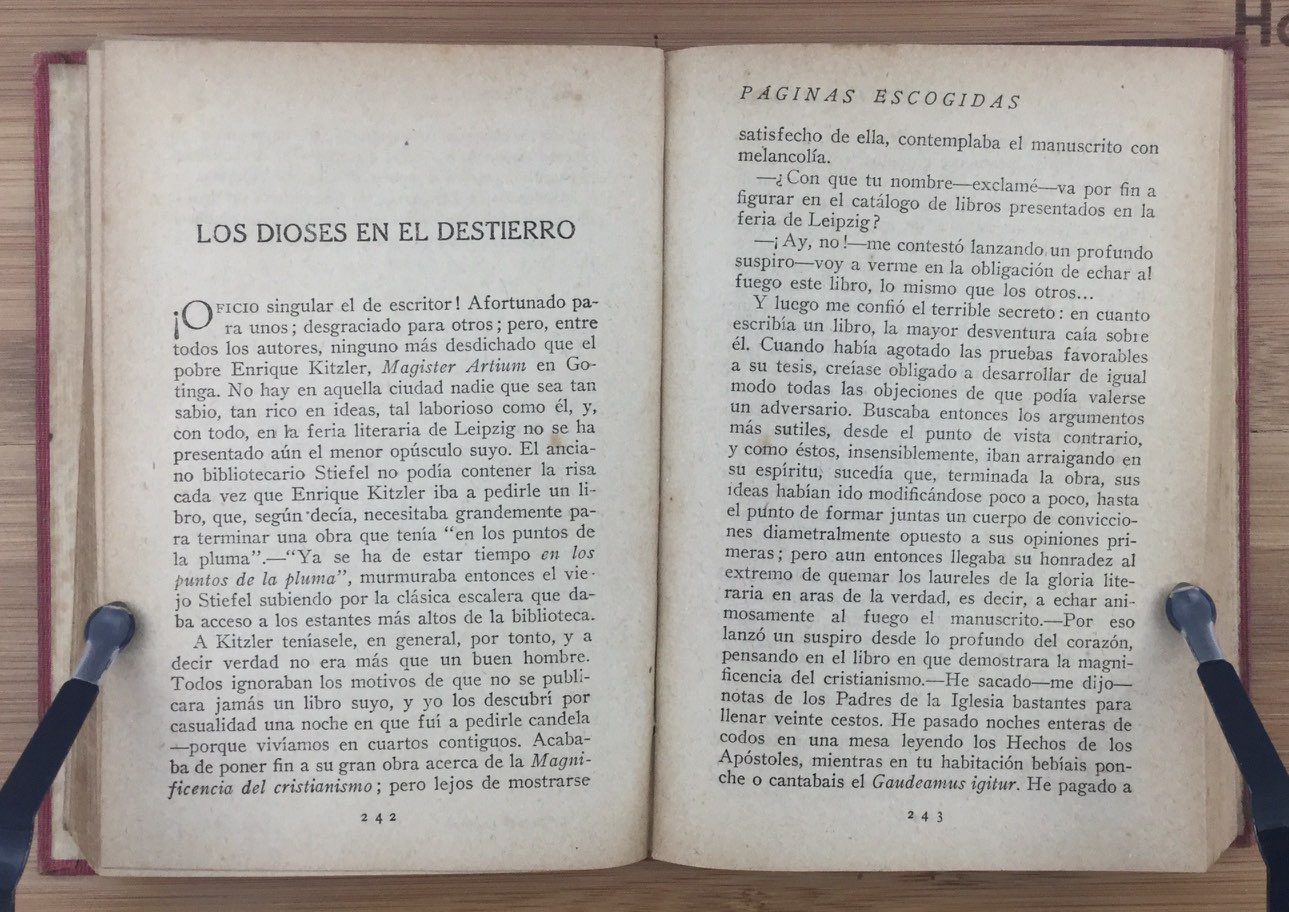 LOS DIOSES EN EL DESTIERRO
¡OFICIO singular el de escritor! Afortunado pa-
ra unos; desgraciado para otros; pero, entre
todos los autores, ninguno más desdichado que el
pobre Enrique Kitzler, Magister Artium en Go-
tinga. No hay en aquella ciudad nadie que sea tan
sabio, tan rico en ideas, tal laborioso como él, y,
con todo, en la feria literaria de Leipzig no se ha
presentado aún el menor opúsculo suyo. El ancia-
no bibliotecario Stiefel no podía contener la risa
cada vez que Enrique Kitzler iba a pedirle un li-
bro, que, según decía, necesitaba grandemente pa-
ra terminar una obra que tenía “en los puntos de
la pluma”.—“Ya se ha de estar tiempo en los
puntos de la pluma”, murmuraba entonces el vie-
jo Stiefel subiendo por la clásica escalera que da-
ba acceso a los estantes más altos de la biblioteca.
A Kitzler teníasele, en general, por tonto, y a
decir verdad no era más que un buen hombre.
Todos ignoraban los motivos de que no se publi-
cara jamás un libro suyo, y yo los descubrí por
casualidad una noche en que fuí a pedirle candela
—porque vivíamos en cuartos contiguos. Acaba-
ba de poner fin a su gran obra acerca de la Magni-
ficencia del cristianismo; pero lejos de mostrarse
242
PÁGINAS ESCOGIDAS
satisfecho de ella, contemplaba el manuscrito con
melancolía.
—¿Con que tu nombre—exclamé—va por fin a
figurar en el catálogo de libros presentados en la
feria de Leipzig?
—¡Ay, no!—me contestó lanzando un profundo
suspiro—voy a verme en la obligación de echar al
fuego este libro, lo mismo que los otros...
Y luego me confió el terrible secreto: en cuanto
escribía un libro, la mayor desventura caía sobre
él. Cuando había agotado las pruebas favorables
a su tesis, creíase obligado a desarrollar de igual
modo todas las objeciones de que podía valerse
un adversario. Buscaba entonces los argumentos
más sutiles, desde el punto de vista contrario,
y como éstos, insensiblemente, iban arraigando en
su espíritu, sucedía que, terminada la obra, sus
ideas habían ido modificándose poco a poco, hasta
el punto de formar juntas un cuerpo de conviccio-
nes diametralmente opuesto a sus opiniones pri-
meras; pero aun entonces llegaba su honradez al
extremo de quemar los laureles de la gloria lite-
raria en aras de la verdad, es decir, a echar ani-
mosamente al fuego el manuscrito.—Por eso
lanzó un suspiro desde lo profundo del corazón,
pensando en el libro en que demostrara la magni-
ficencia del cristianismo.—He sacado—me dijo—
notas de los Padres de la Iglesia bastantes para
llenar veinte cestos. He pasado noches enteras de
codos en una mesa leyendo los Hechos de los
Apóstoles, mientras en tu habitación bebíais pon-
che o cantabais el Gaudeamus igitur. He pagado a
243